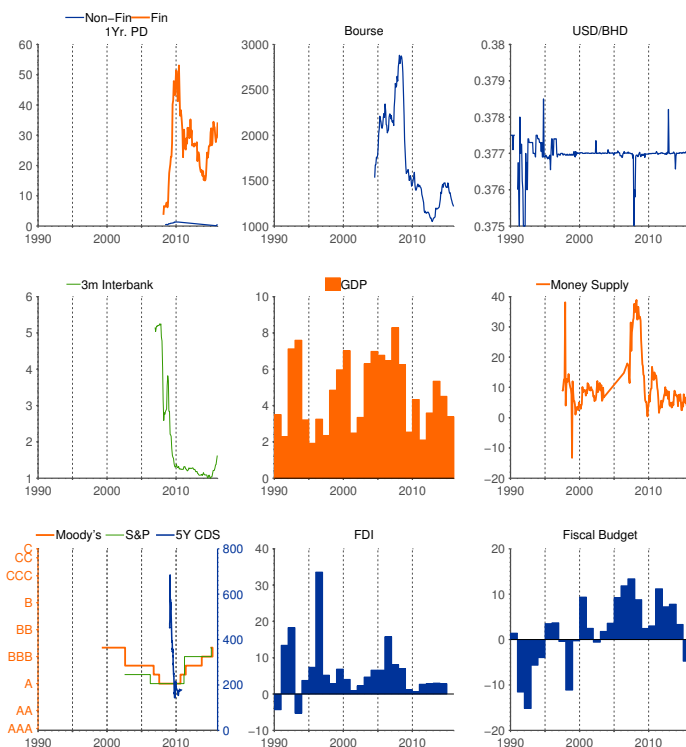 Non−Fin Fin
1Yr. PD
Bourse
USD/BHD
60
50
40
30
20
10
0
1990 2000 2010
3000
2500
2000
1500
1000
1990 2000 2010
0.38
0.379
0.378
0.377
0.376
0.375
1990 2000 2010
3m Interbank
GDP
Money Supply
6
5
4
3
2
1
1990 2000 2010
10
8
6
4
2
0
1990 2000 2010
40
30
20
10
0
−10
−20
1990 2000 2010
Moody's S&P 5Y CDS
FDI
Fiscal Budget
C
CC
CCC
B
BB
BBB
A
AA
AAA
800
600
400
200
0
1990 2000 2010
40
30
20
10
0
−10
1990 2000 2010
20
10
0
−10
−20
1990 2000 2010